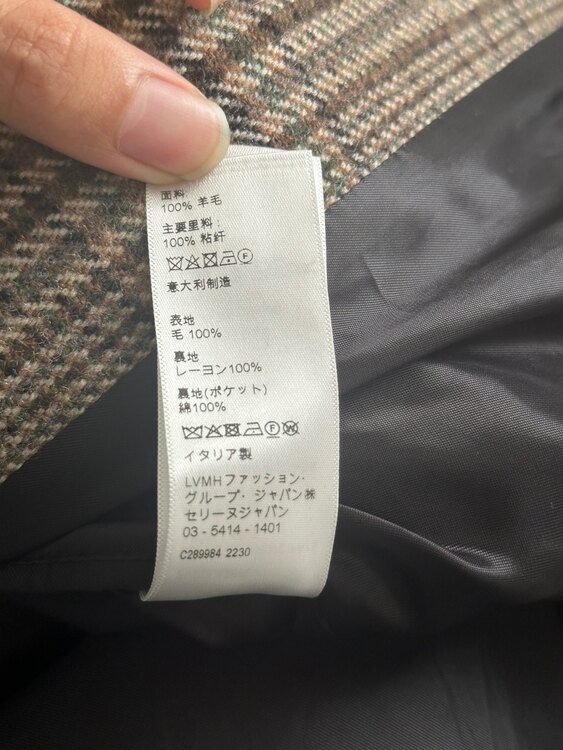 面料
100% 羊毛
主要里料:
100% 粘纤
意大利制造
表地
毛 100%
裏地
レーヨン100%
裏地(ポケット)
綿100%
イタリア製
LVMHファッション・
グループ・ジャパン㈱
セリーヌジャパン
03 - 5414 - 1401
C289984 2230